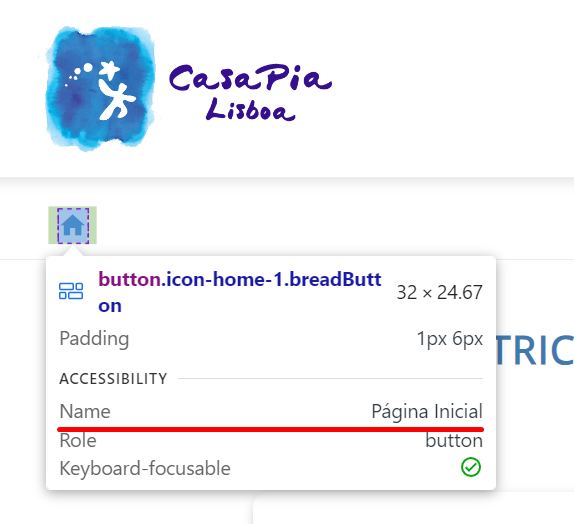 CasaPia
Lisboa
button.icon-home-1.breadButt
on
32 × 24.67
Padding
1px 6px
TRIC
ACCESSIBILITY
Name
Página Inicial
Role
button
Keyboard-focusable